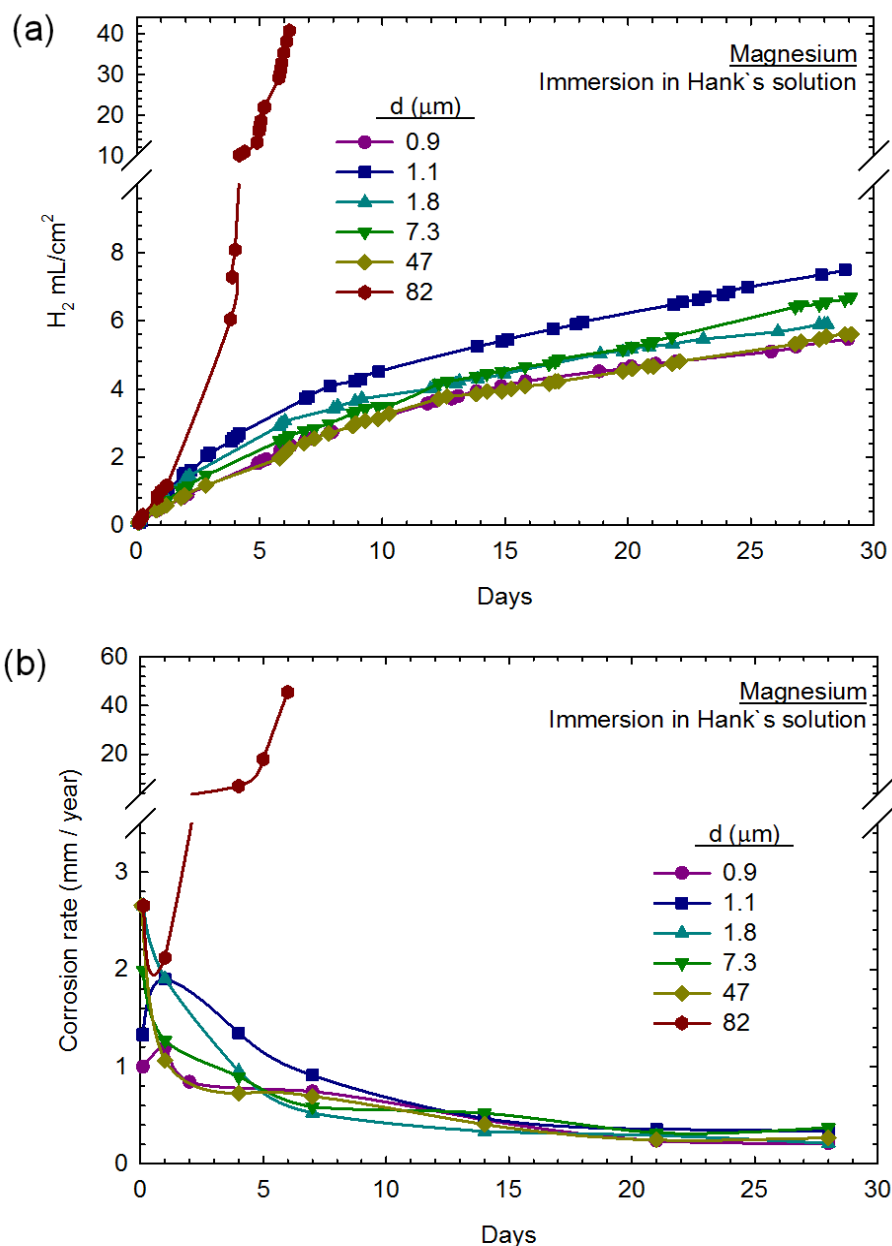 (a)
Magnesium
Immersion in Hank`s solution
d (μm)
0.9
1.1
1.8
7.3
47
82
H2 mL/cm2
40
30
20
10
8
6
4
2
0
0 5 10 15 20 25 30
Days
(b)
Magnesium
Immersion in Hank`s solution
d (μm)
0.9
1.1
1.8
7.3
47
82
Corrosion rate (mm / year)
60
40
20
3
2
1
0
0 5 10 15 20 25 30
Days